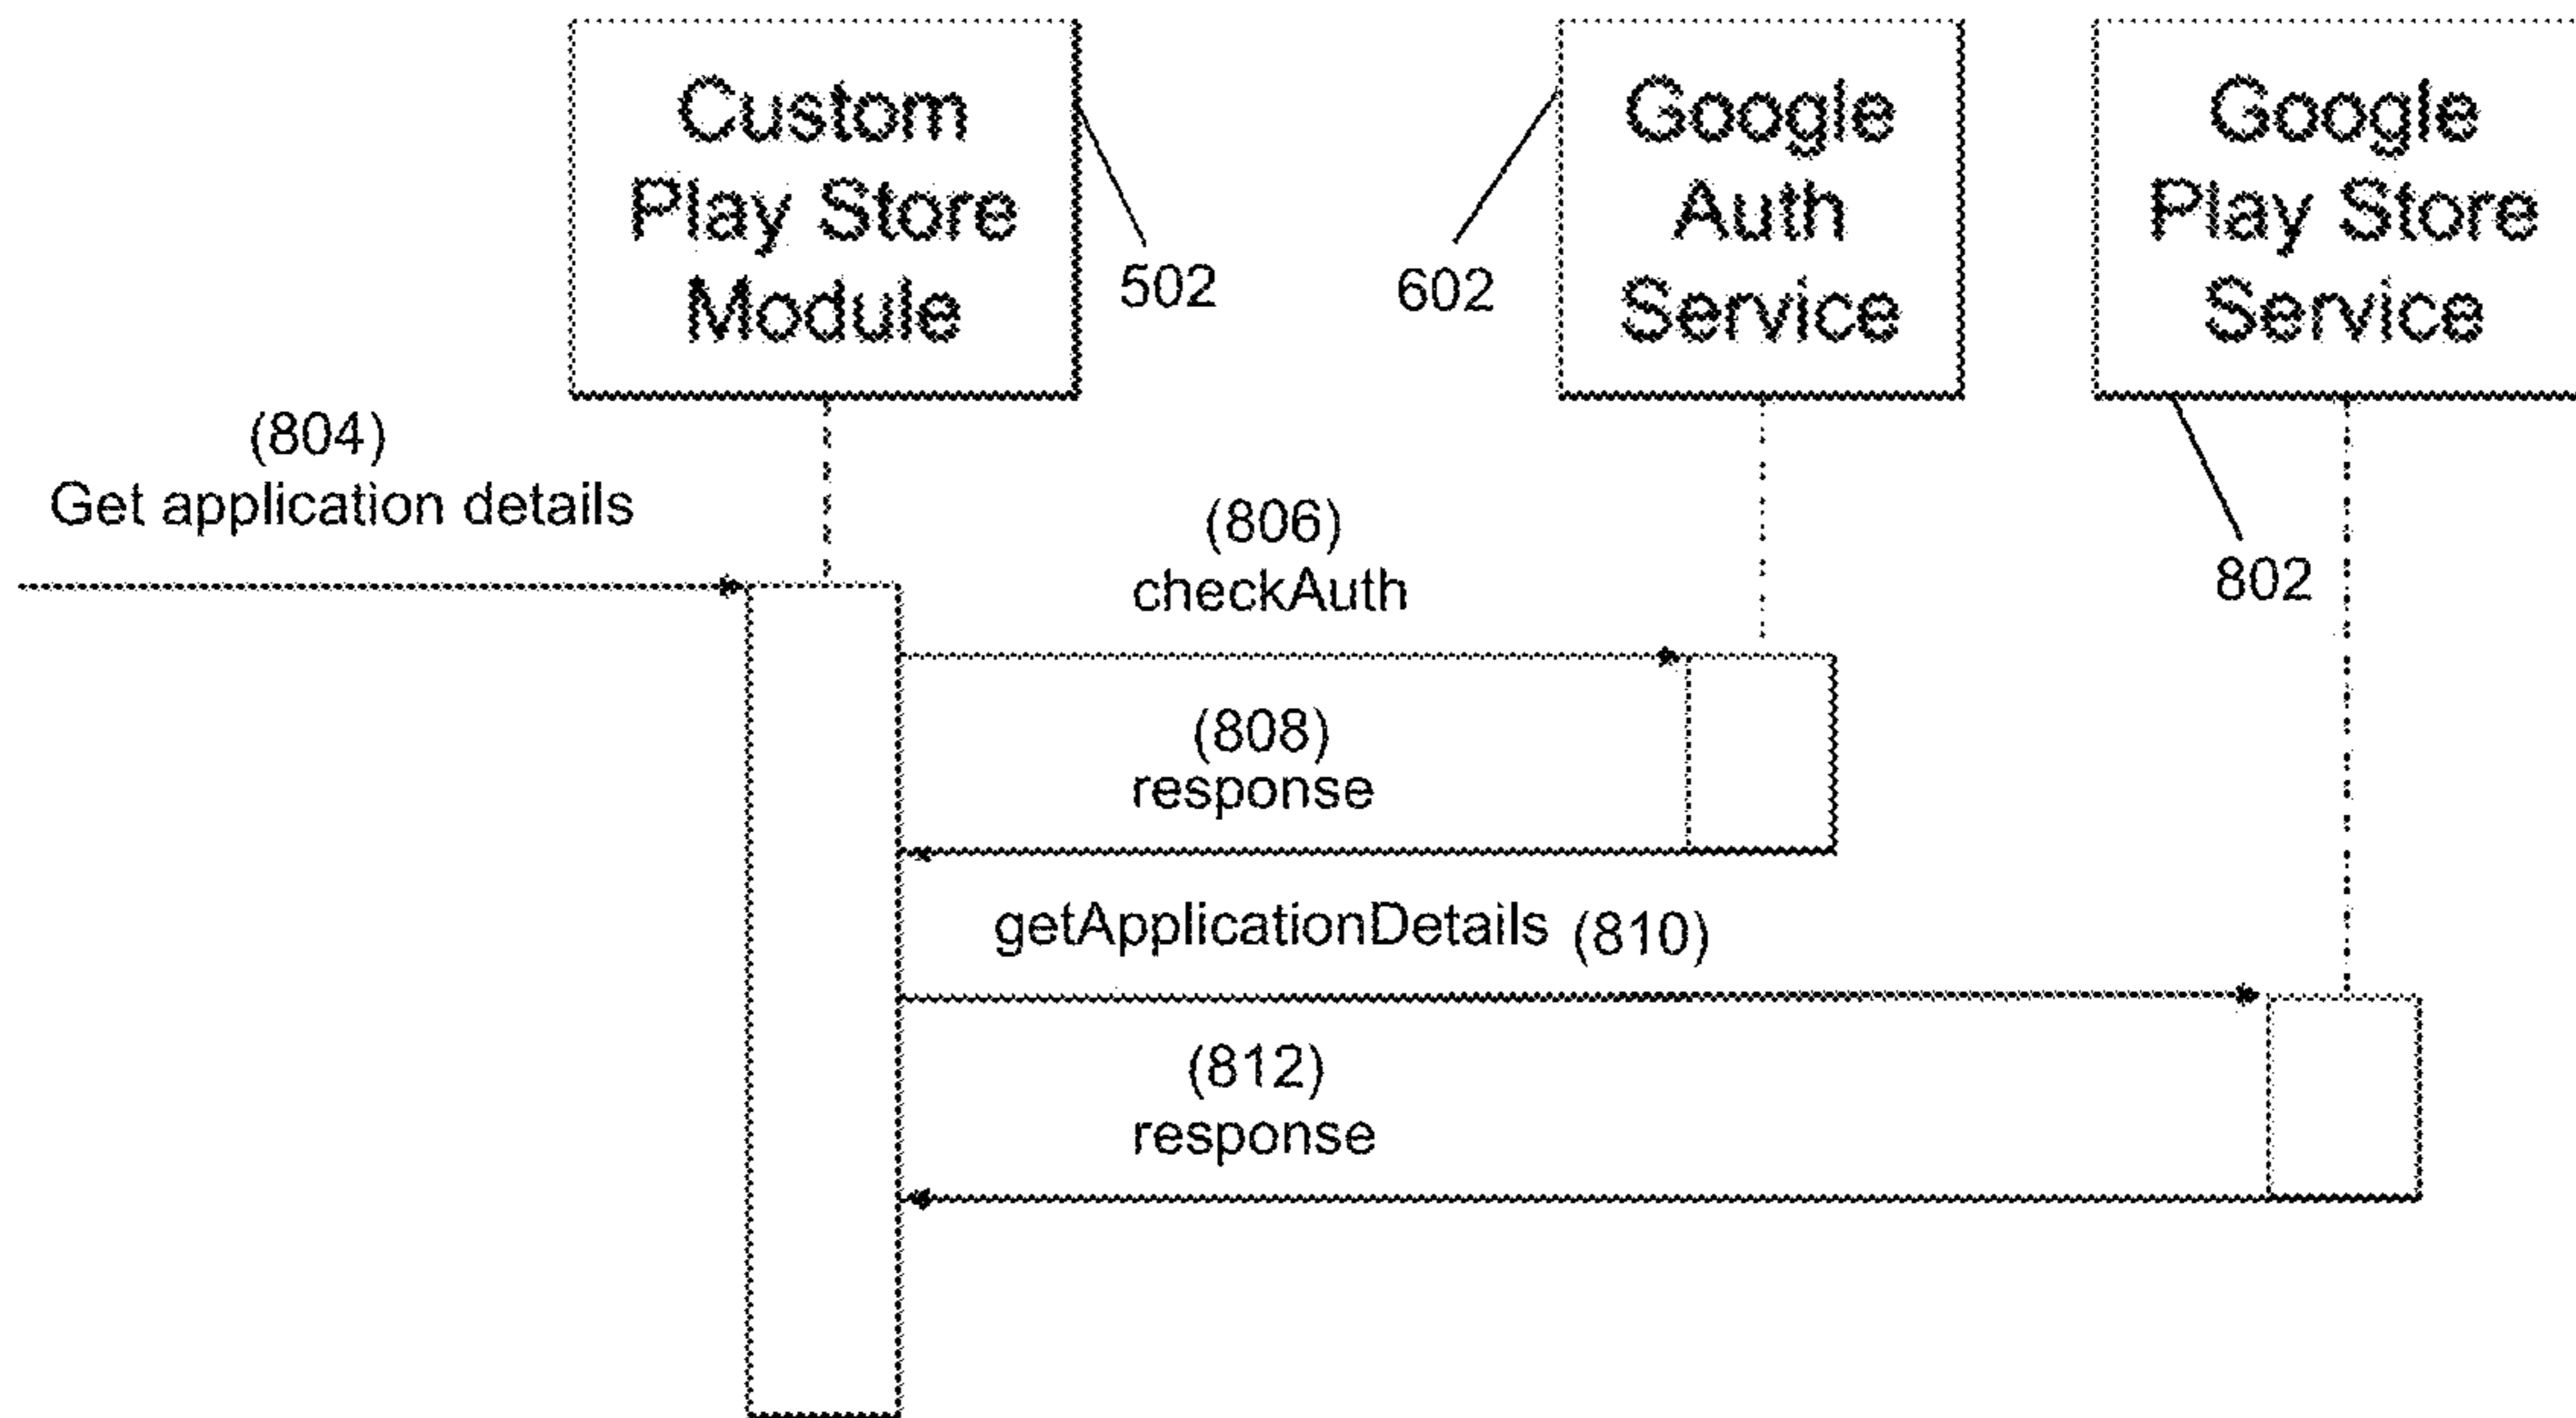 Custom
Play Store
Module
502
Google
Auth
Service
602
Google
Play Store
Service
802
(804)
Get application details
(806)
checkAuth
(808)
response
getApplicationDetails (810)
(812)
response